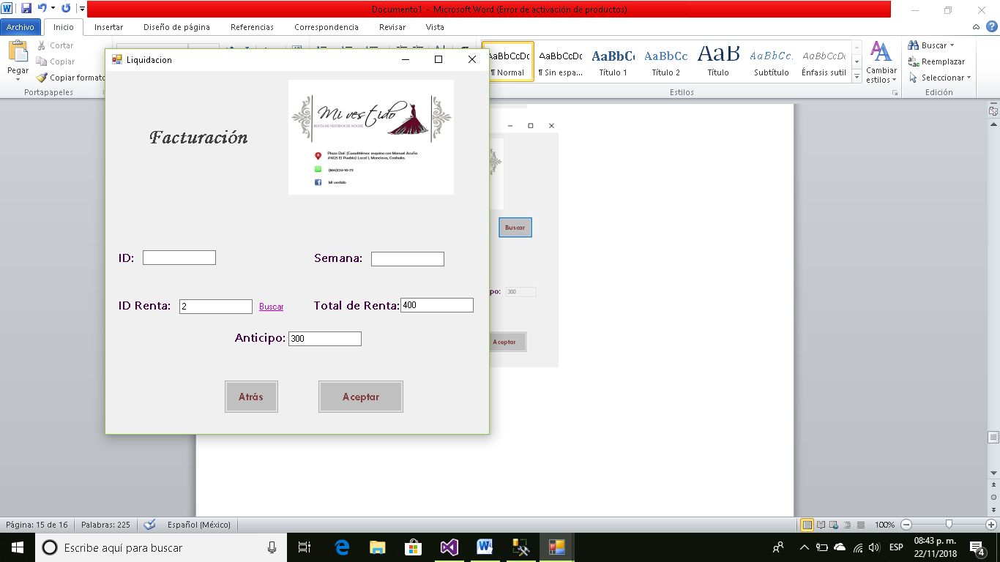 Documento1 - Microsoft Word (Error de activación de productos)
Archivo Inicio Insertar Diseño de página Referencias Correspondencia Revisar Vista
Pegar
Cortar
Copiar
Copiar formato
Portapapeles
AaBbCcDc AaBbCcDc AaBbC AaBbCc AaB AaBbCc. AaBbCcDc
¶ Normal ¶ Sin espa... Título 1 Título 2 Título Subtítulo Énfasis sutil
Cambiar estilos
Estilos
Buscar
Reemplazar
Seleccionar
Edición
Liquidacion
Facturación
Mi vestido
RENTA DE VESTIDOS DE NOCHE
Plaza Dalí (Cuauhtémoc esquina con Manuel Acuña
#1025 El Pueblo) Local I, Monclova, Coahuila.
(866)324-10-73
Mi vestido
ID:
Semana:
ID Renta: 2 Buscar
Total de Renta: 400
Anticipo: 300
Atrás Aceptar
Buscar
po: 300
Aceptar
Página: 15 de 16 Palabras: 225 Español (México) 100%
Escribe aquí para buscar
ESP
08:43 p. m.
22/11/2018
4